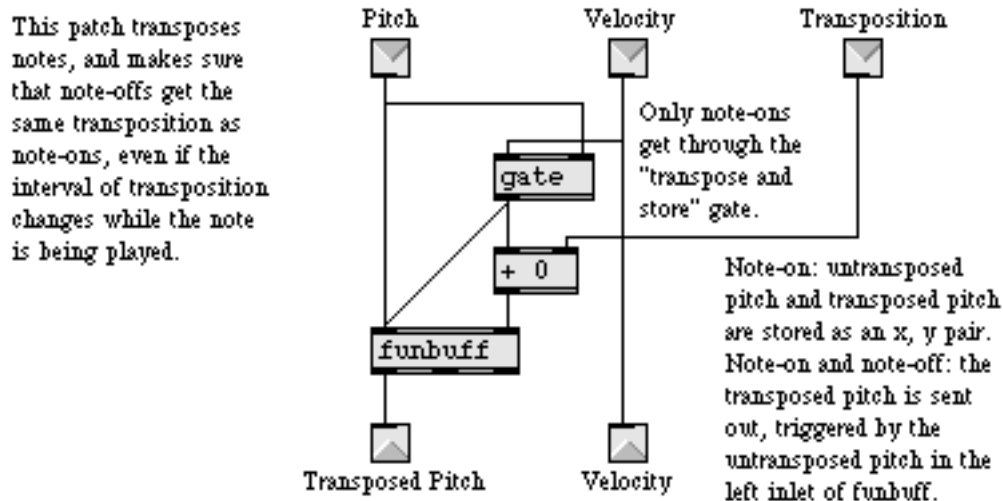 This patch transposes
notes, and makes sure
that note-offs get the
same transposition as
note-ons, even if the
interval of transposition
changes while the note
is being played.
Pitch
Velocity
Transposition
Only note-ons
get through the
"transpose and
store" gate.
gate
+ 0
funbuff
Note-on: untransposed
pitch and transposed pitch
are stored as an x, y pair.
Note-on and note-off: the
transposed pitch is sent
out, triggered by the
untransposed pitch in the
left inlet of funbuff.
Transposed Pitch
Velocity